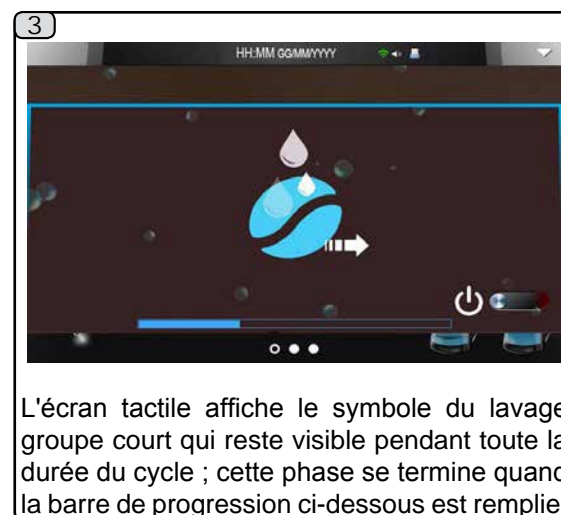 3
HH:MM GG/MM/YYYY
L'écran tactile affiche le symbole du lavage
groupe court qui reste visible pendant toute la
durée du cycle ; cette phase se termine quand
la barre de progression ci-dessous est remplie.